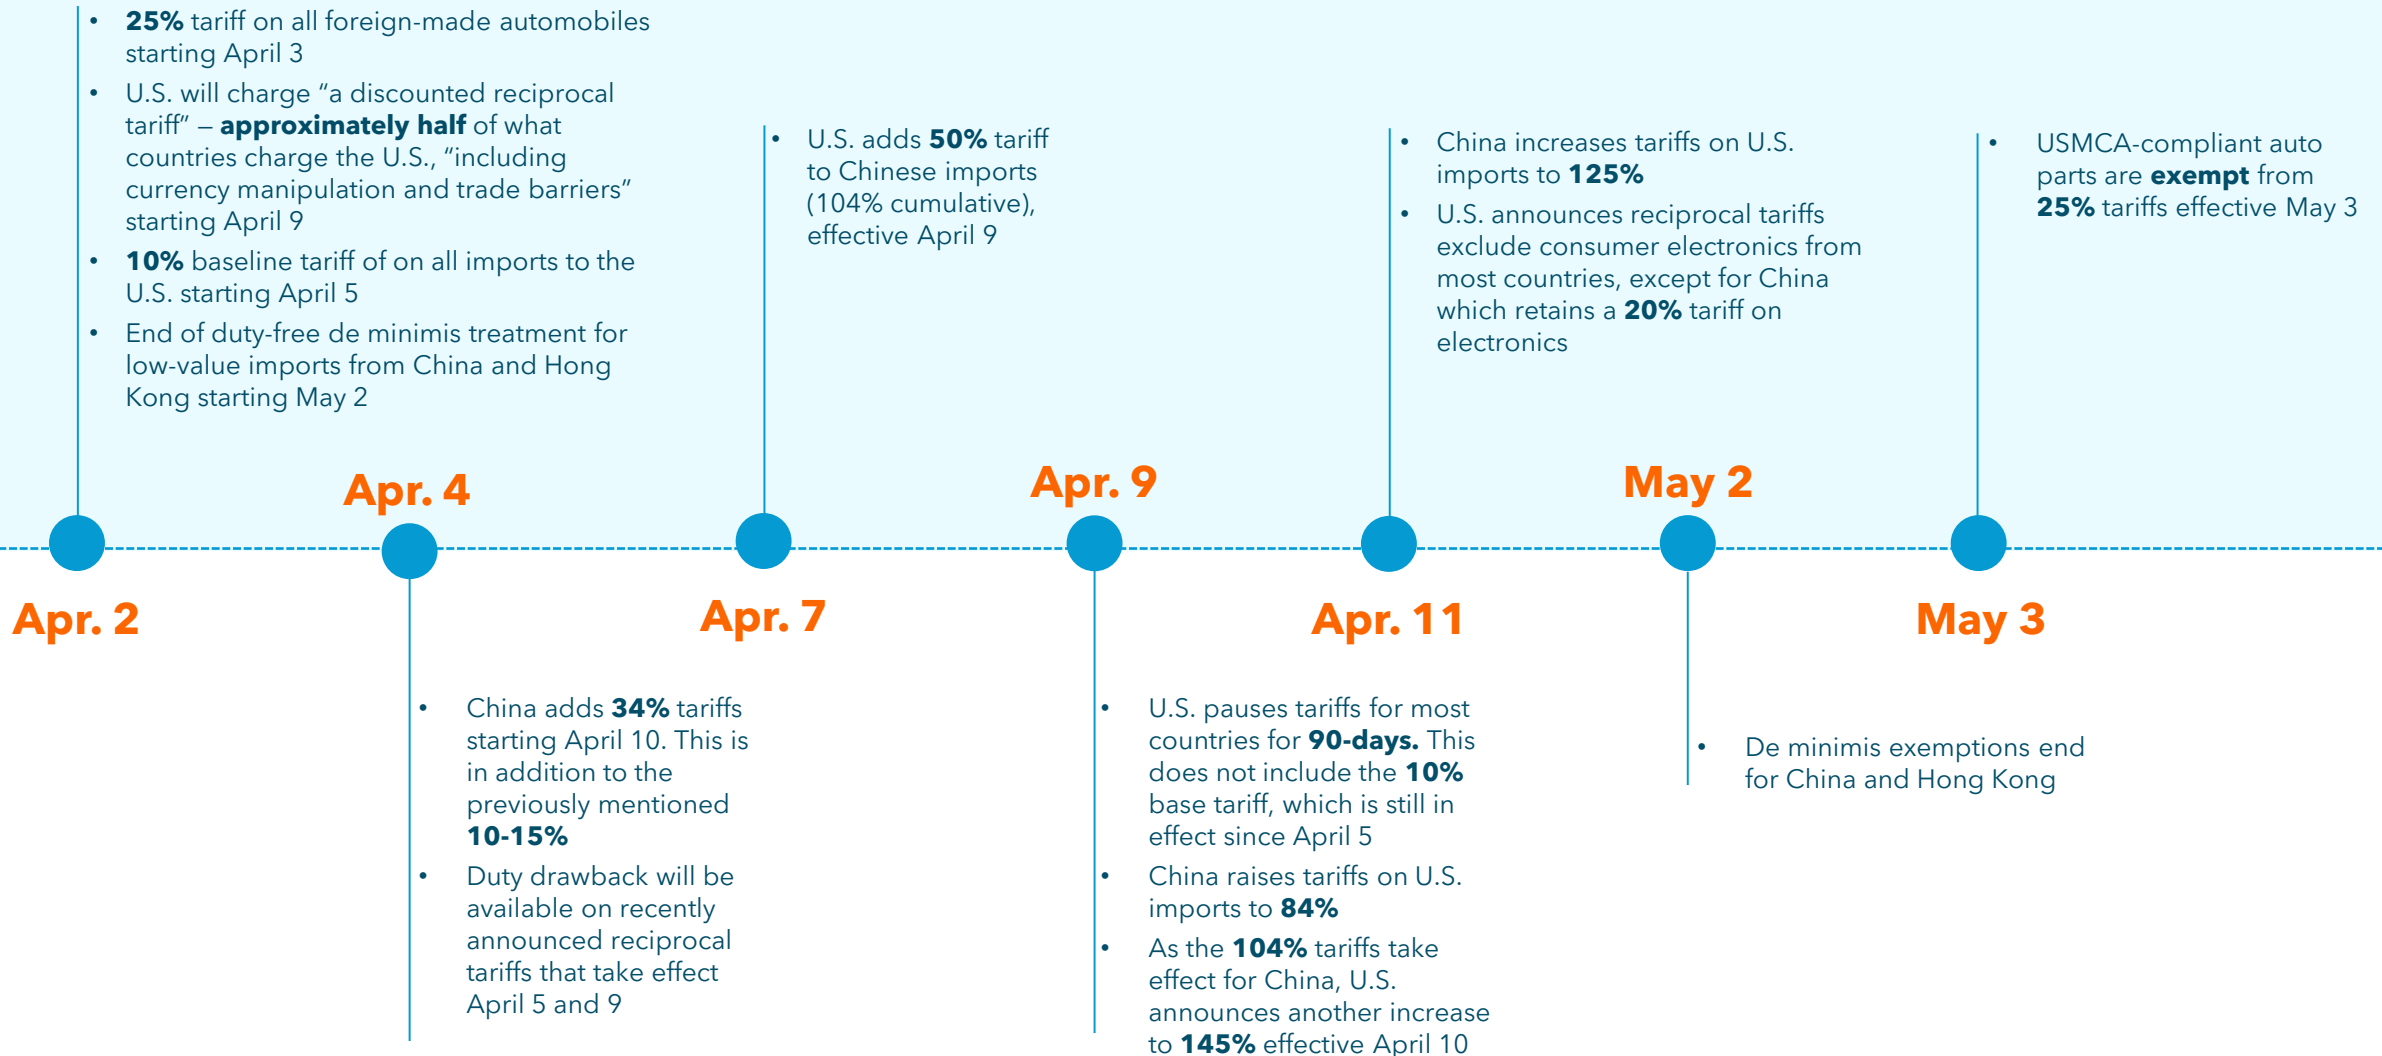 • 25% tariff on all foreign-made automobiles
starting April 3
• U.S. will charge “a discounted reciprocal
tariff” – approximately half of what
countries charge the U.S., “including
currency manipulation and trade barriers”
starting April 9
• 10% baseline tariff of on all imports to the
U.S. starting April 5
• End of duty-free de minimis treatment for
low-value imports from China and Hong
Kong starting May 2
Apr. 2
Apr. 4
• China adds 34% tariffs
starting April 10. This is
in addition to the
previously mentioned
10-15%
• Duty drawback will be
available on recently
announced reciprocal
tariffs that take effect
April 5 and 9
• U.S. adds 50% tariff
to Chinese imports
(104% cumulative),
effective April 9
Apr. 7
Apr. 9
• U.S. pauses tariffs for most
countries for 90-days. This
does not include the 10%
base tariff, which is still in
effect since April 5
• China raises tariffs on U.S.
imports to 84%
• As the 104% tariffs take
effect for China, U.S.
announces another increase
to 145% effective April 10
• China increases tariffs on U.S.
imports to 125%
• U.S. announces reciprocal tariffs
exclude consumer electronics from
most countries, except for China
which retains a 20% tariff on
electronics
Apr. 11
May 2
• De minimis exemptions end
for China and Hong Kong
• USMCA-compliant auto
parts are exempt from
25% tariffs effective May 3
May 3